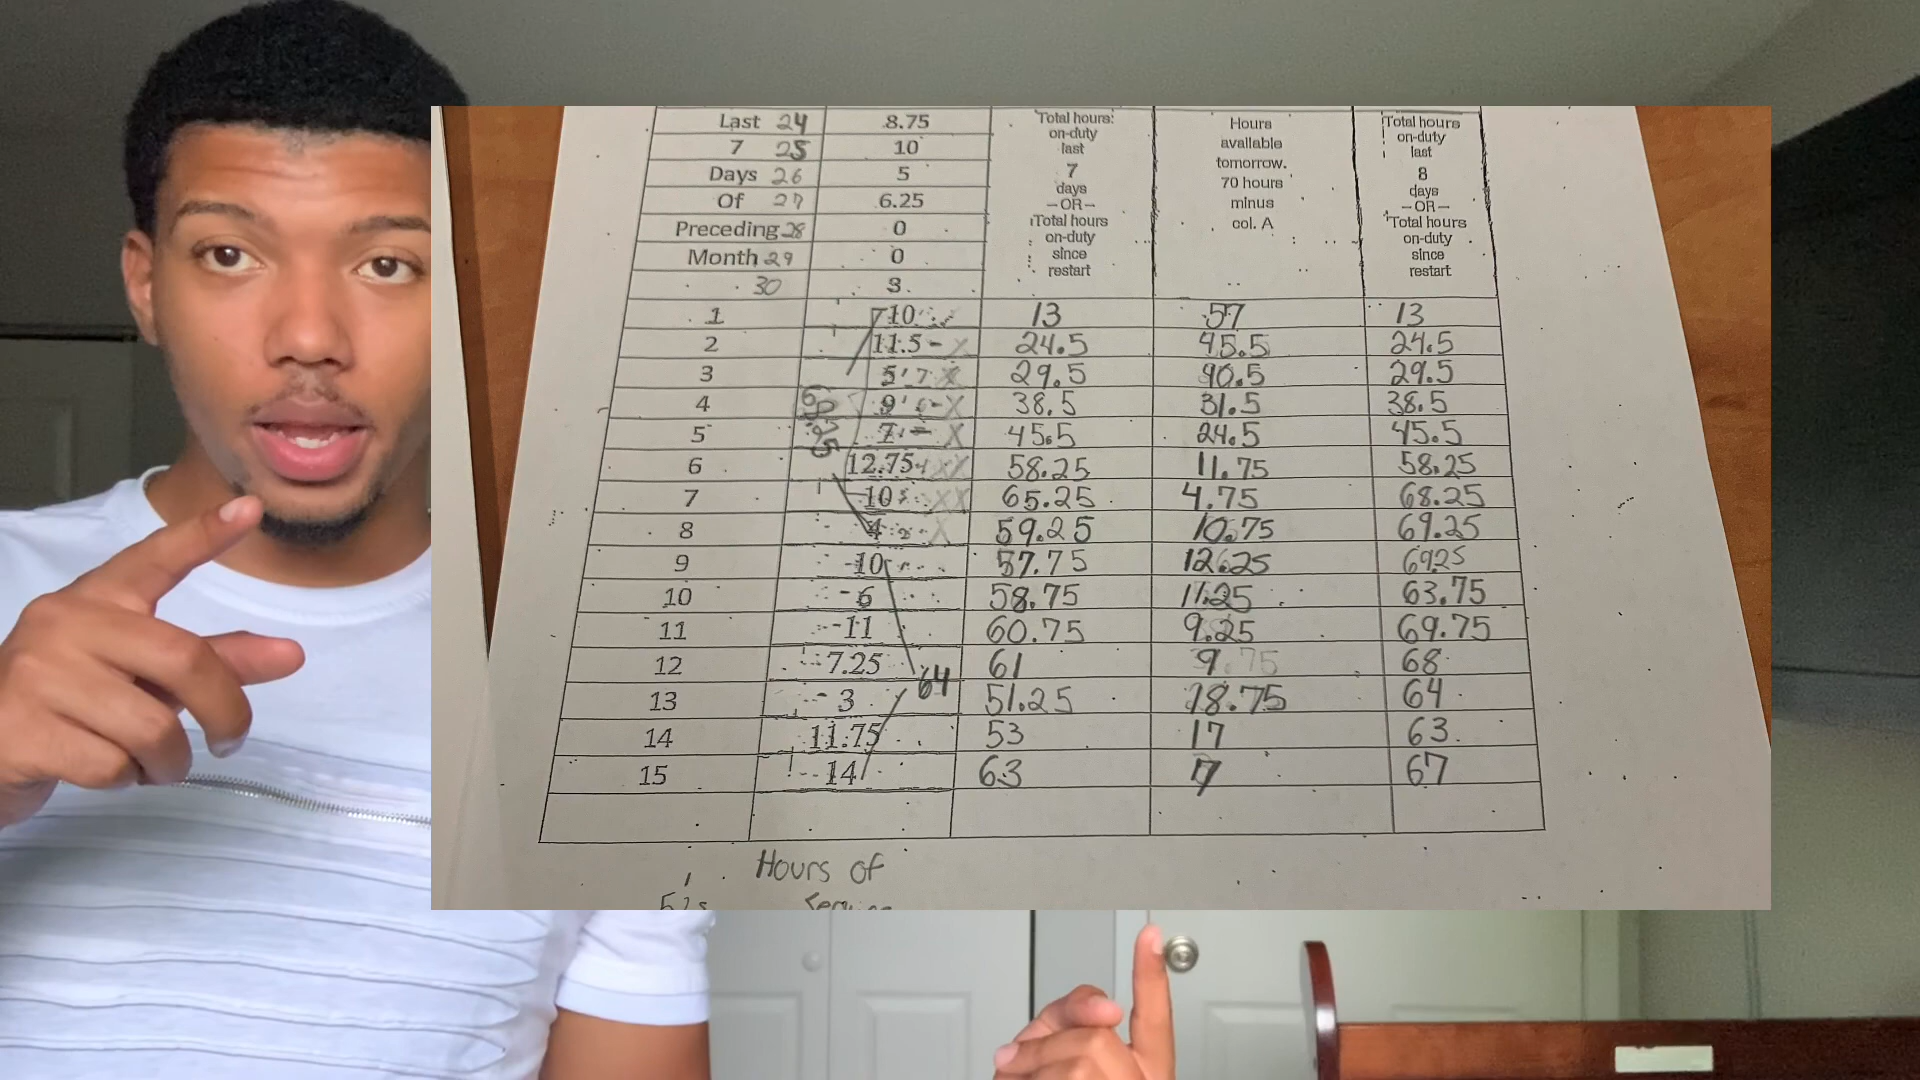 Last 24 8.75
7 25 10
Days 26 5
Of 27 6.25
Preceding 28 0
Month 29 0
30 3
Total hours
on-duty
last
7
days
—OR—
Total hours
on-duty
since
restart
Hours
available
tomorrow.
70 hours
minus
col. A
Total hours
on-duty
last
8
days
—OR—
Total hours
on-duty
since
restart
1 10 13 57 13
2 11.5 24.5 45.5 24.5
3 5 29.5 40.5 29.5
4 9 38.5 31.5 38.5
5 7 45.5 24.5 45.5
6 12.75 58.25 11.75 58.25
7 10 65.25 4.75 68.25
8 4 59.25 10.75 69.25
9 10 57.75 12.25 69.25
10 6 58.75 11.25 63.75
11 11 60.75 9.25 69.75
12 7.25 61 9 68
64
13 3 51.25 18.75 64
14 11.75 53 17 63
15 14 63 7 67
Hours of